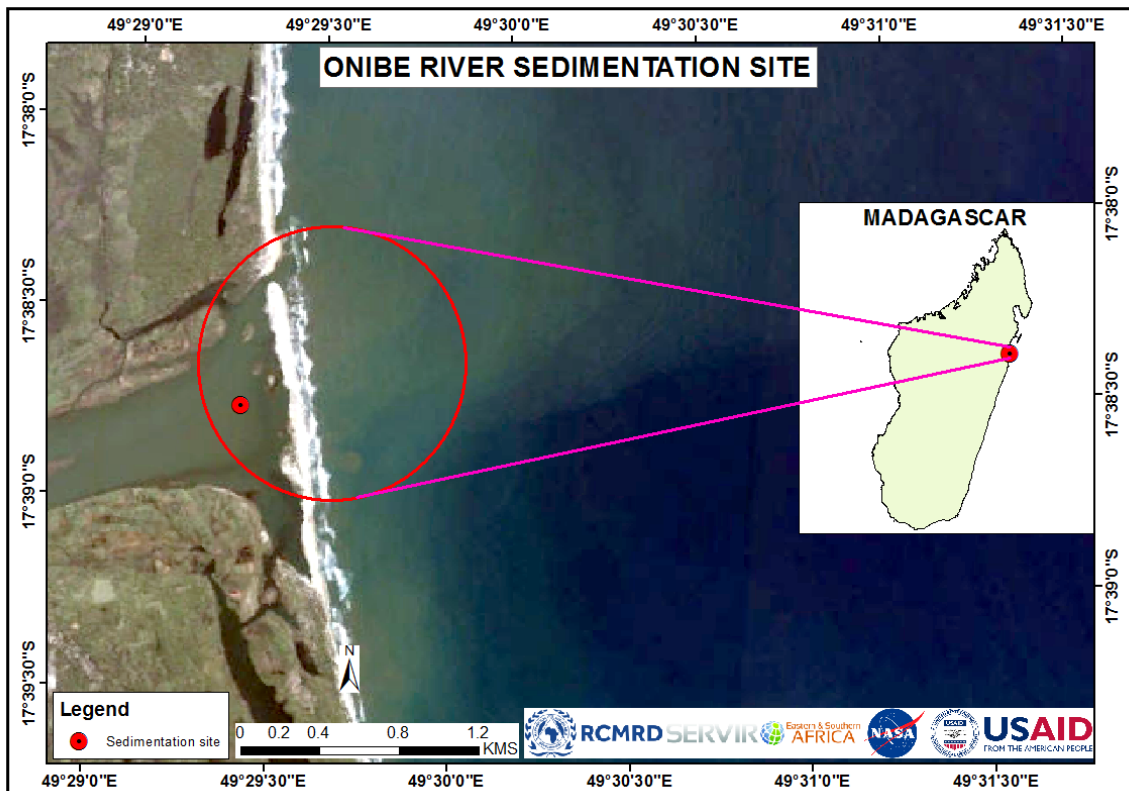 49°29'0"E 49°29'30"E 49°30'0"E 49°30'30"E 49°31'0"E 49°31'30"E
ONIBE RIVER SEDIMENTATION SITE
17°38'0"S
17°38'30"S
17°39'0"S
17°39'30"S
MADAGASCAR
17°38'0"S
17°38'30"S
17°39'0"S
N
Legend
Sedimentation site
0 0.2 0.4 0.8 1.2
KMS
RCMRD
SERVIR
Eastern & Southern
AFRICA
NASA
USAID
USAID
FROM THE AMERICAN PEOPLE
49°29'0"E 49°29'30"E 49°30'0"E 49°30'30"E 49°31'0"E 49°31'30"E